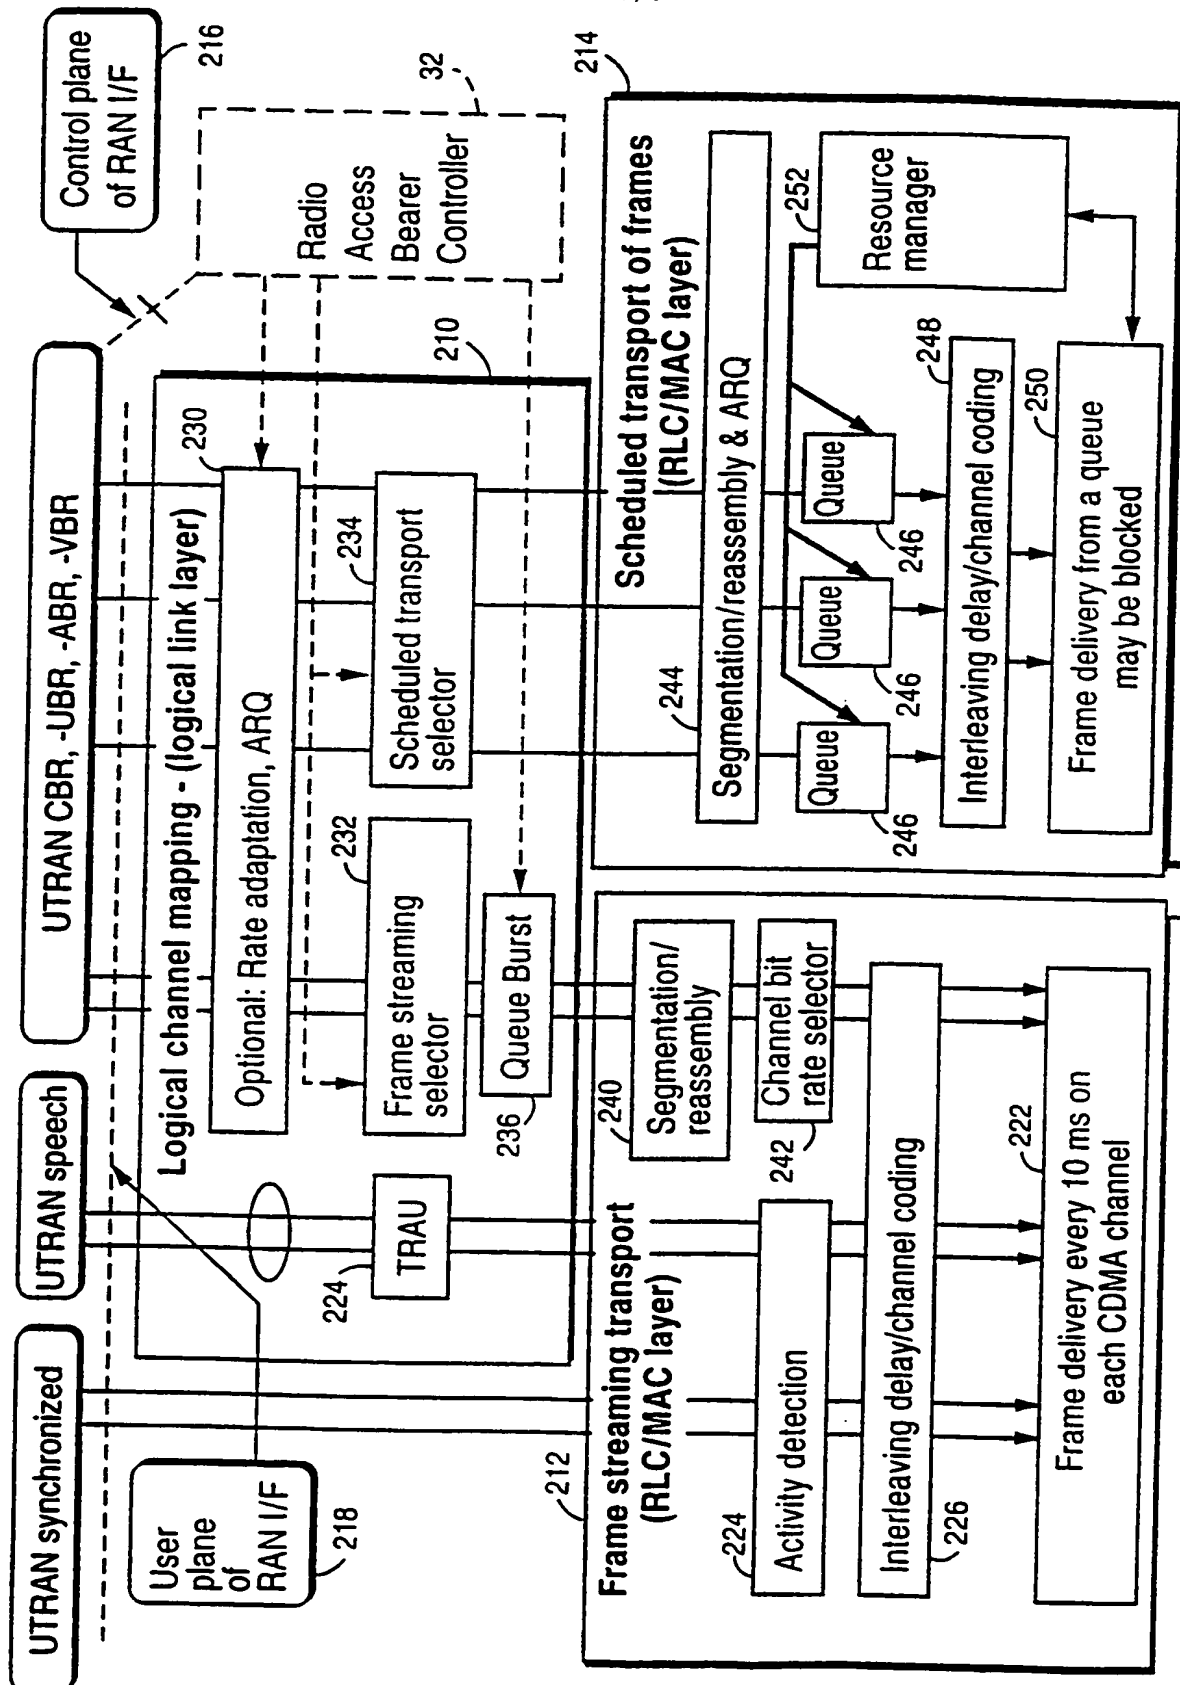 UTRAN synchronized
UTRAN speech
UTRAN CBR, -UBR, -ABR, -VBR
Control plane
of RAN I/F
216
User
plane
of
RAN I/F
218
Logical channel mapping - (logical link layer)
210
230
Optional: Rate adaptation, ARQ
Radio
Access
Bearer
Controller
32
224
TRAU
232
Frame streaming
selector
234
Scheduled transport
selector
236
Queue Burst
212
Frame streaming transport
(RLC/MAC layer)
240
Segmentation/
reassembly
224
Activity detection
242
Channel bit
rate selector
Interleaving delay/channel coding
226
222
Frame delivery every 10 ms on
each CDMA channel
214
Scheduled transport of frames
((RLC/MAC layer)
244
Segmentation/reassembly & ARQ
Queue
246
Queue
246
Queue
246
252
Resource
manager
248
Interleaving delay/channel coding
250
Frame delivery from a queue
may be blocked